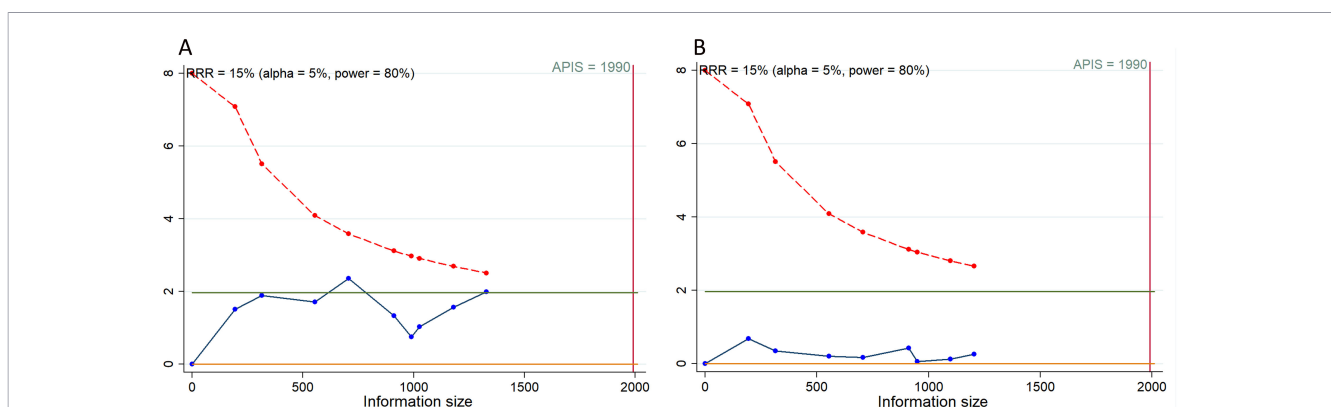 A
RRR = 15% (alpha = 5%, power = 80%)
APIS = 1990
8
6
4
2
0
0 500 1000 1500 2000
Information size
B
RRR = 15% (alpha = 5%, power = 80%)
APIS = 1990
8
6
4
2
0
0 500 1000 1500 2000
Information size